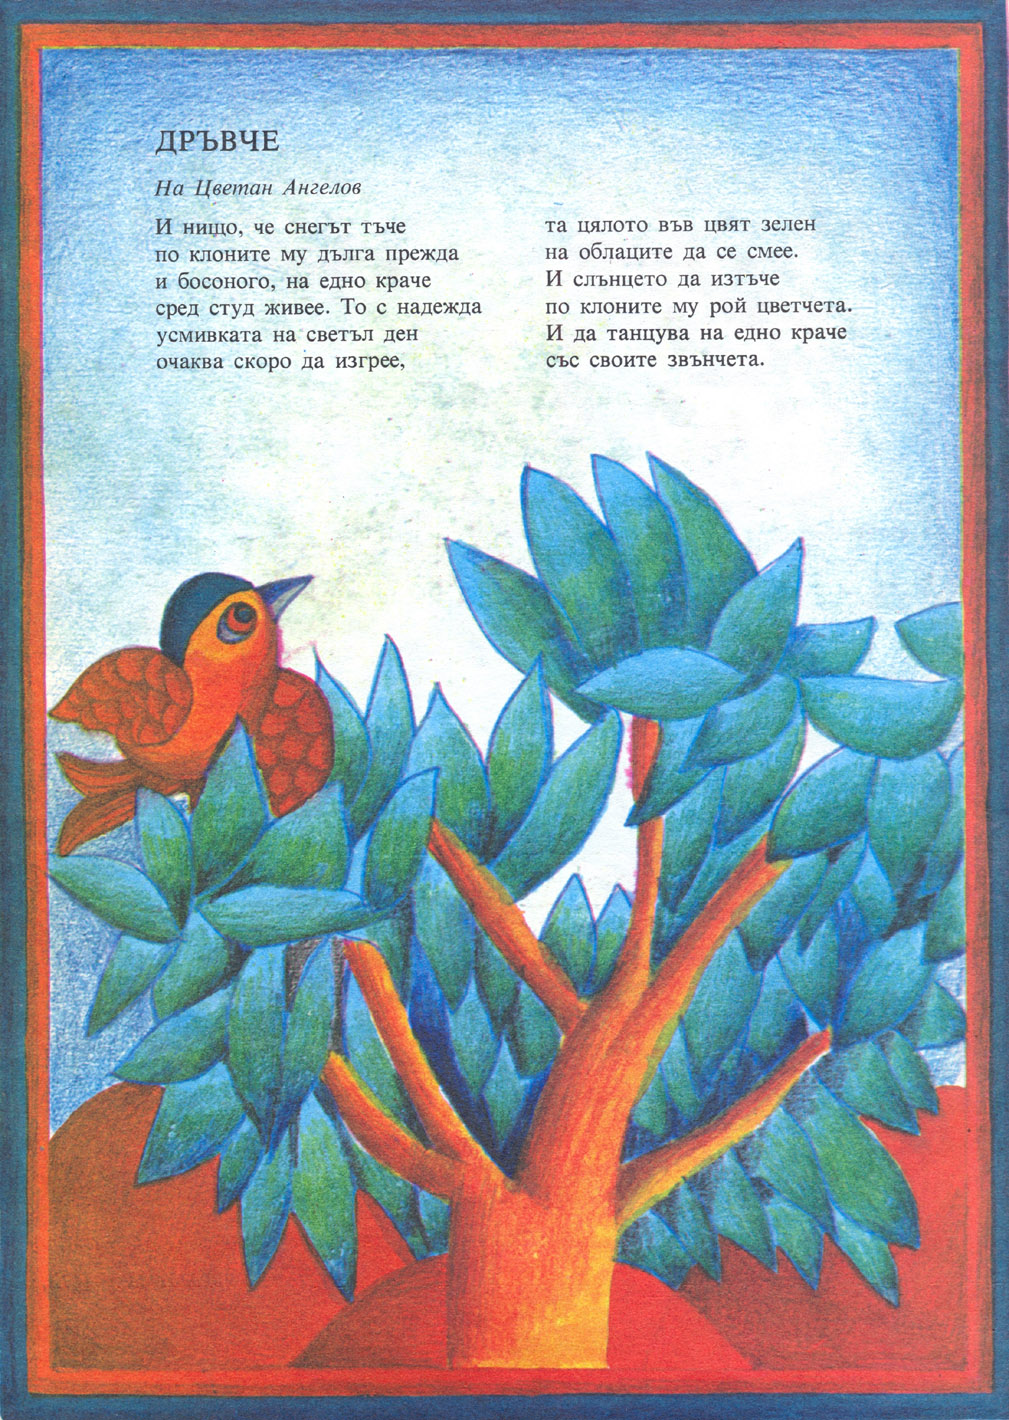 ДРЪВЧЕ
На Цветан Ангелов
И нищо, че снегът тъче
по клоните му дълга прежда
и босоного, на едно краче
сред студ живее. То с надежда
усмивката на светъл ден
очаква скоро да изгрее,
та цялото във цвят зелен
на облаците да се смее.
И слънцето да изтъче
по клоните му рой цветчета.
И да танцува на едно краче
със своите звънчета.